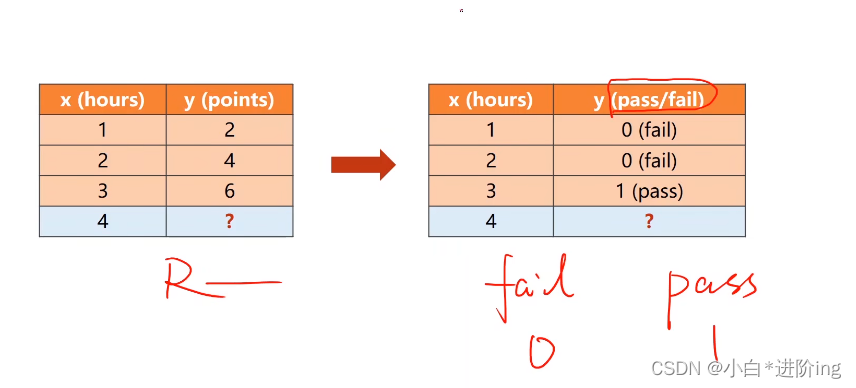 x (hours) y (points)
1 2
2 4
3 6
4 ?
x (hours) y (pass/fail)
1 0 (fail)
2 0 (fail)
3 1 (pass)
4 ?
R
fail pass
0 1
CSDN @小白*进阶ing